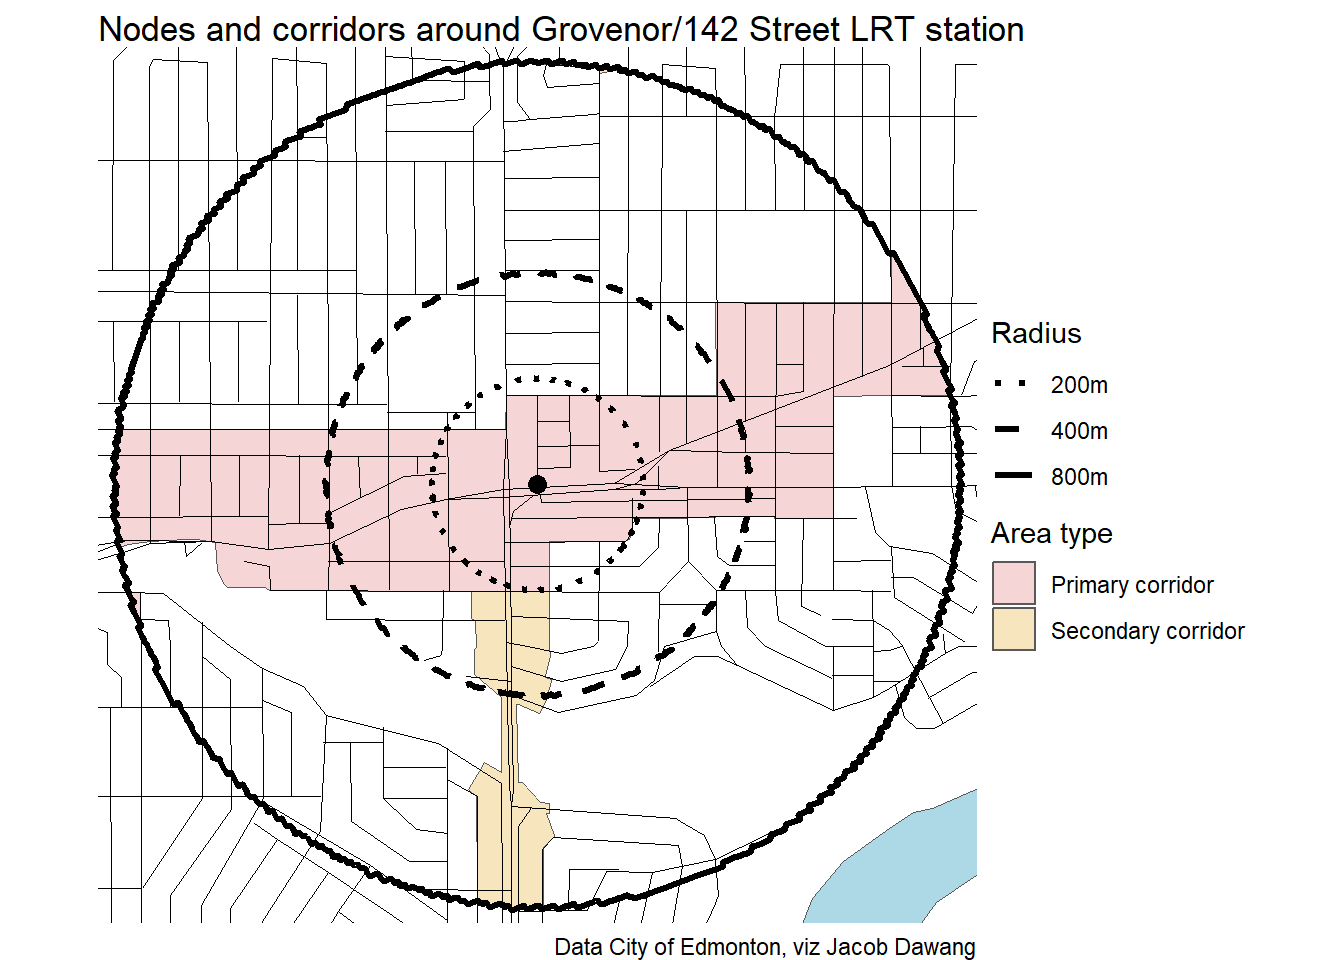 Nodes and corridors around Grovenor/142 Street LRT station
Radius
200m
400m
800m
Area type
Primary corridor
Secondary corridor
Data City of Edmonton, viz Jacob Dawang